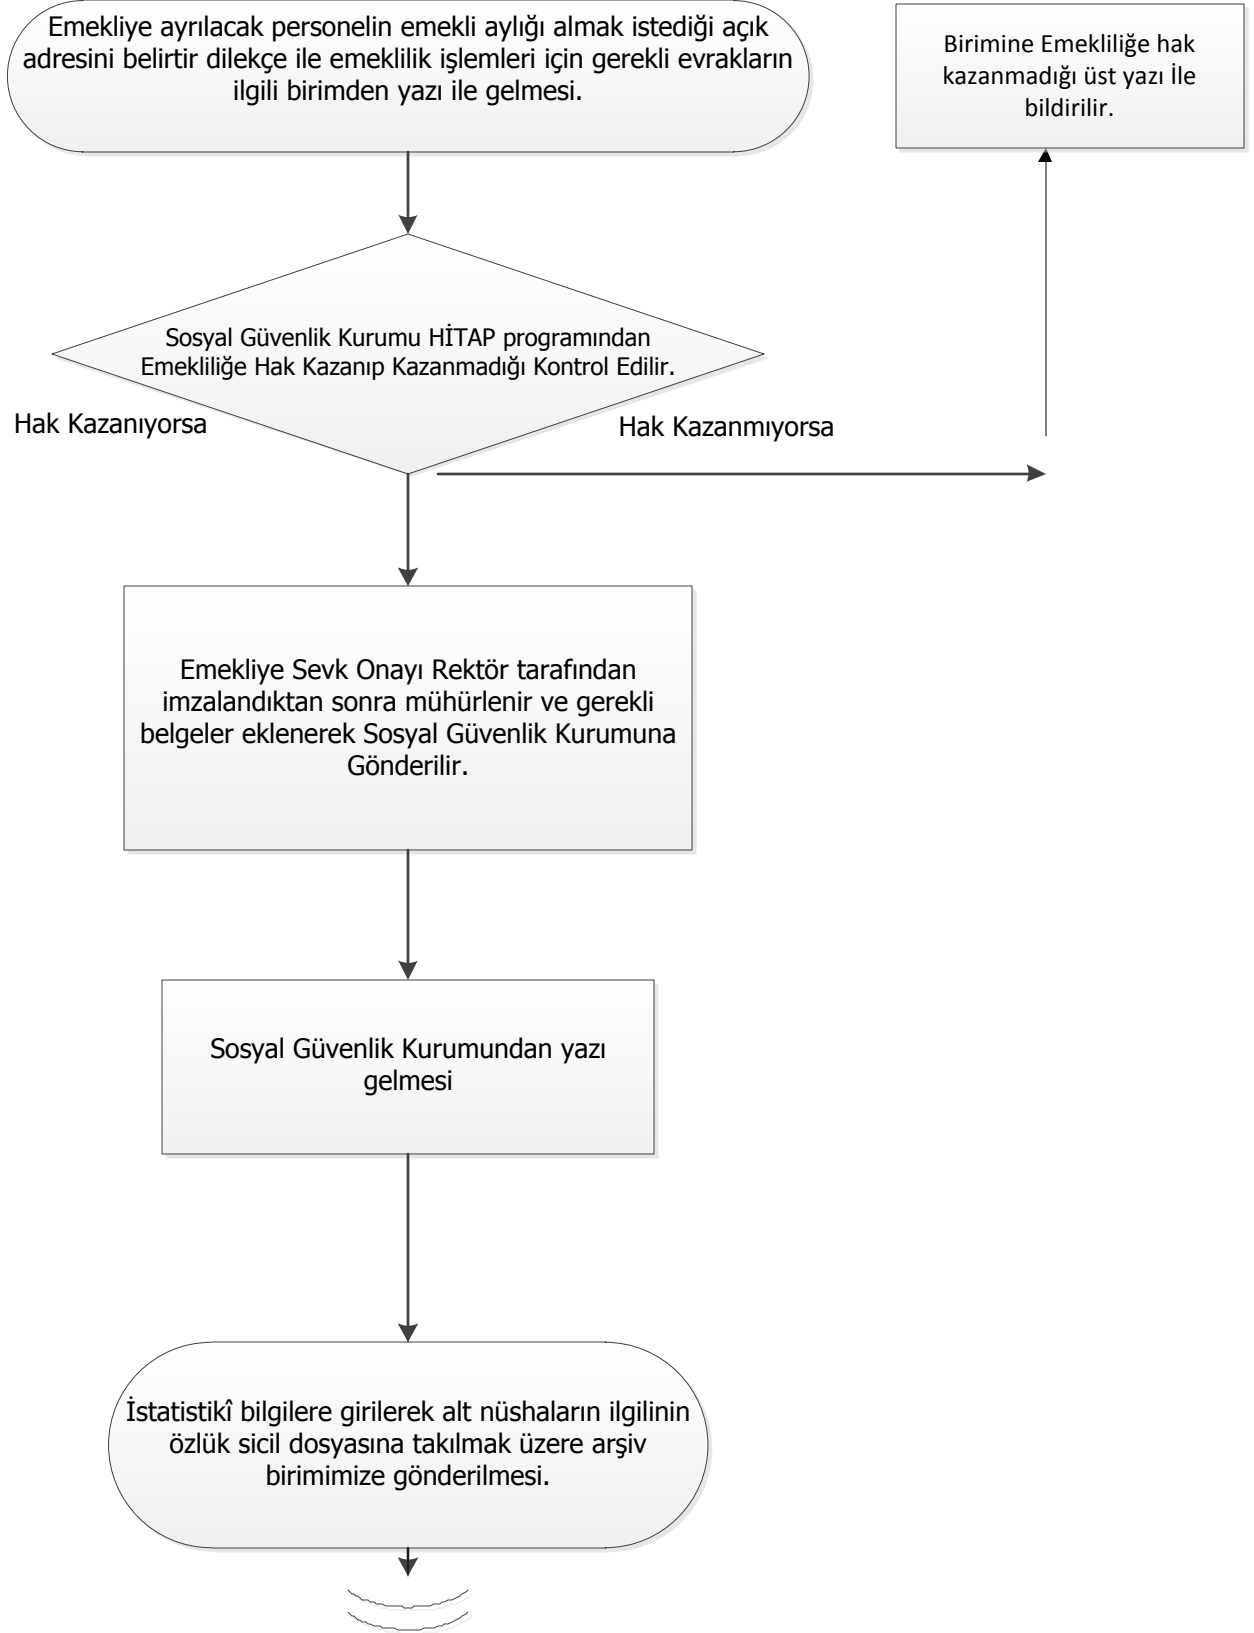 Emekliye ayrılacak personelin emekli aylığı almak istediği açık
adresini belirtir dilekçe ile emeklilik işlemleri için gerekli evrakların
ilgili birimden yazı ile gelmesi.
Birimine Emekliliğe hak
kazanmadığı üst yazı İle
bildirilir.
Sosyal Güvenlik Kurumu HİTAP programından
Emekliliğe Hak Kazanıp Kazanmadığı Kontrol Edilir.
Hak Kazanıyorsa
Hak Kazanmıyorsa
Emekliye Sevk Onayı Rektör tarafından
imzalandıktan sonra mühürlenir ve gerekli
belgeler eklenerek Sosyal Güvenlik Kurumuna
Gönderilir.
Sosyal Güvenlik Kurumundan yazı
gelmesi
İstatistikî bilgilere girilerek alt nüshaların ilgilinin
özlük sicil dosyasına takılmak üzere arşiv
birimimize gönderilmesi.